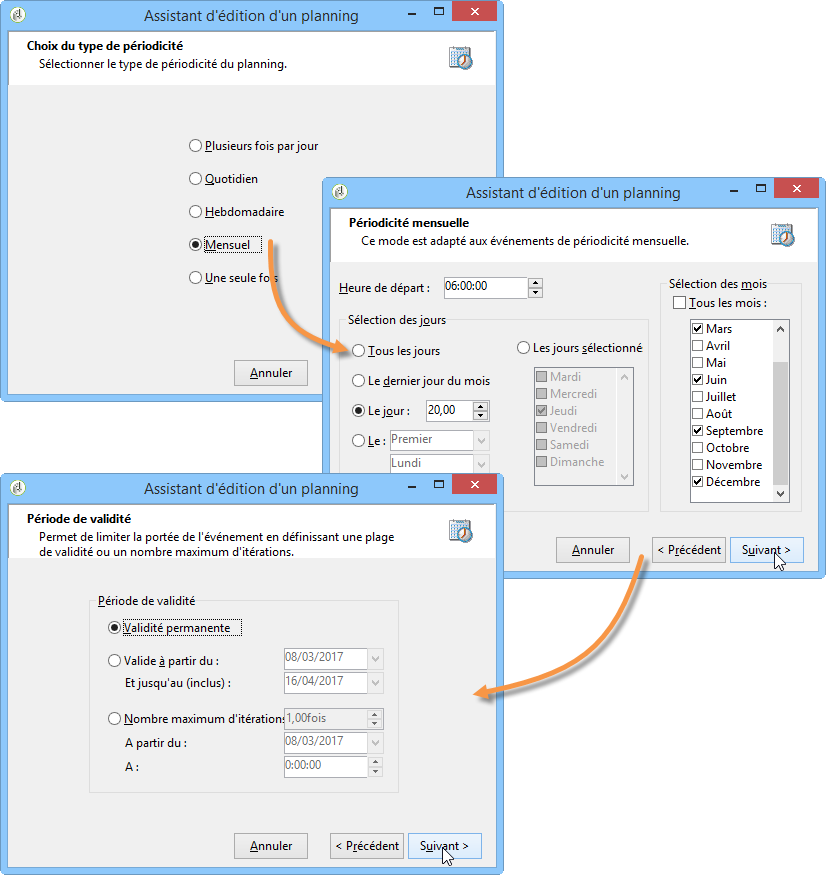 Assistant d'édition d'un planning
Choix du type de périodicité
Sélectionner le type de périodicité du planning.
Plusieurs fois par jour
Quotidien
Hebdomadaire
Mensuel
Une seule fois
Annuler
Assistant d'édition d'un planning
Périodicité mensuelle
Ce mode est adapté aux événements de périodicité mensuelle.
Heure de départ : 06:00:00
Sélection des jours
Tous les jours
Le dernier jour du mois
Le jour : 20,00
Le : Premier
Lundi
Les jours sélectionné
Mardi
Mercredi
Jeudi
Vendredi
Samedi
Dimanche
Sélection des mois
Tous les mois :
Mars
Avril
Mai
Juin
Juillet
Août
Septembre
Octobre
Novembre
Décembre
Annuler
< Précédent
Suivant >
Assistant d'édition d'un planning
Période de validité
Permet de limiter la portée de l'événement en définissant une plage
de validité ou un nombre maximum d'itérations.
Période de validité
Validité permanente
Valide à partir du : 08/03/2017
Et jusqu'au (inclus) : 16/04/2017
Nombre maximum d'itérations 1,00fois
A partir du : 08/03/2017
A : 0:00:00
Annuler
< Précédent
Suivant >